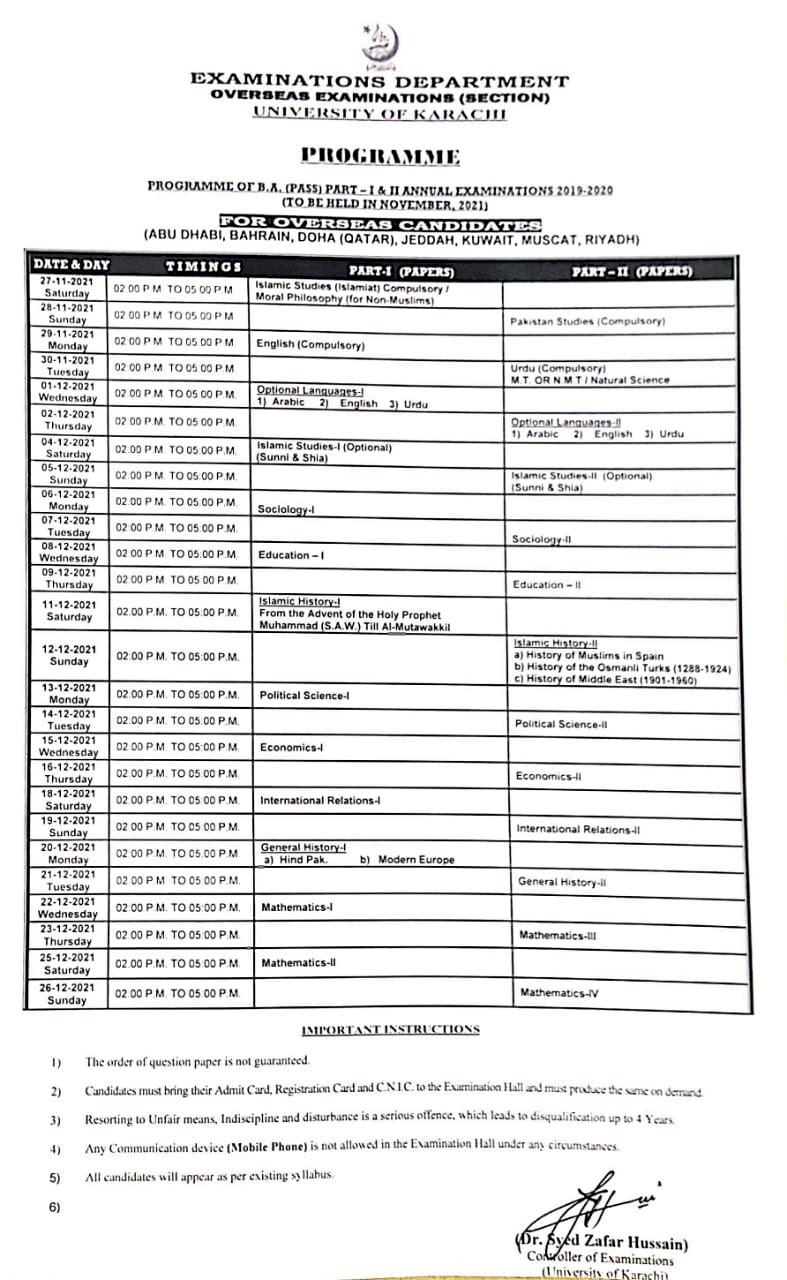 EXAMINATIONS DEPARTMENT
OVERSEAS EXAMINATIONS (SECTION)
UNIVERSITY OF KARACHI
PROGRAMME
PROGRAMME OF B.A. (PASS) PART – I & II ANNUAL EXAMINATIONS 2019-2020
(TO BE HELD IN NOVEMBER, 2021)
FOR OVERSEAS CANDIDATES
(ABU DHABI, BAHRAIN, DOHA (QATAR), JEDDAH, KUWAIT, MUSCAT, RIYADH)
DATE & DAY TIMINGS PART-I (PAPERS) PART – II (PAPERS)
27-11-2021 Saturday 02 00 P M TO 05 00 P M Islamic Studies (Islamiat) Compulsory / Moral Philosophy (for Non-Muslims)
28-11-2021 Sunday 02 00 P M TO 05 00 P M Pakistan Studies (Compulsory)
29-11-2021 Monday 02 00 P M TO 05 00 P M English (Compulsory)
30-11-2021 Tuesday 02 00 P M TO 05 00 P M Urdu (Compulsory) M.T. OR N.M T / Natural Science
01-12-2021 Wednesday 02 00 P M TO 05 00 P M. Optional Languages-I 1) Arabic 2) English 3) Urdu
02-12-2021 Thursday 02 00 P M TO 05 00 P M. Optional Languages-II 1) Arabic 2) English 3) Urdu
04-12-2021 Saturday 02:00 P.M. TO 05:00 P.M. Islamic Studies-I (Optional) (Sunni & Shia)
05-12-2021 Sunday 02 00 P M. TO 05 00 P.M. Islamic Studies-II (Optional) (Sunni & Shia)
06-12-2021 Monday 02 00 P.M. TO 05:00 P.M. Sociology-I
07-12-2021 Tuesday 02 00 P M. TO 05 00 P.M. Sociology-II
08-12-2021 Wednesday 02 00 P M. TO 05 00 P.M. Education – I
09-12-2021 Thursday 02 00 P M TO 05 00 P.M. Education – II
11-12-2021 Saturday 02:00 P.M. TO 05:00 P.M. Islamic History-I From the Advent of the Holy Prophet Muhammad (S.A.W.) Till Al-Mutawakkil
12-12-2021 Sunday 02:00 P.M. TO 05:00 P.M. Islamic History-II a) History of Muslims in Spain b) History of the Osmanli Turks (1288-1924) c) History of Middle East (1901-1960)
13-12-2021 Monday 02 00 P.M. TO 05:00 P.M. Political Science-I
14-12-2021 Tuesday 02 00 P.M. TO 05 00 P.M. Political Science-II
15-12-2021 Wednesday 02 00 P.M. TO 05 00 P.M. Economics-I
16-12-2021 Thursday 02 00 P.M. TO 05 00 P.M. Economics-II
18-12-2021 Saturday 02:00 P.M. TO 05:00 P.M. International Relations-I
19-12-2021 Sunday 02 00 P.M. TO 05:00 P.M. International Relations-II
20-12-2021 Monday 02 00 P.M. TO 05 00 P.M General History-I a) Hind Pak. b) Modern Europe
21-12-2021 Tuesday 02 00 P M TO 05 00 P.M. General History-II
22-12-2021 Wednesday 02:00 P.M. TO 05:00 P.M. Mathematics-I
23-12-2021 Thursday 02 00 P.M. TO 05 00 P.M. Mathematics-III
25-12-2021 Saturday 02 00 P.M. TO 05 00 P.M. Mathematics-II
26-12-2021 Sunday 02:00 P.M. TO 05:00 P.M. Mathematics-IV
IMPORTANT INSTRUCTIONS
1) The order of question paper is not guaranteed.
2) Candidates must bring their Admit Card, Registration Card and C.N.I.C. to the Examination Hall and must produce the same on demand.
3) Resorting to Unfair means, Indiscipline and disturbance is a serious offence, which leads to disqualification up to 4 Years.
4) Any Communication device (Mobile Phone) is not allowed in the Examination Hall under any circumstances.
5) All candidates will appear as per existing syllabus.
6)
(Dr. Syed Zafar Hussain)
Controller of Examinations
(University of Karachi)